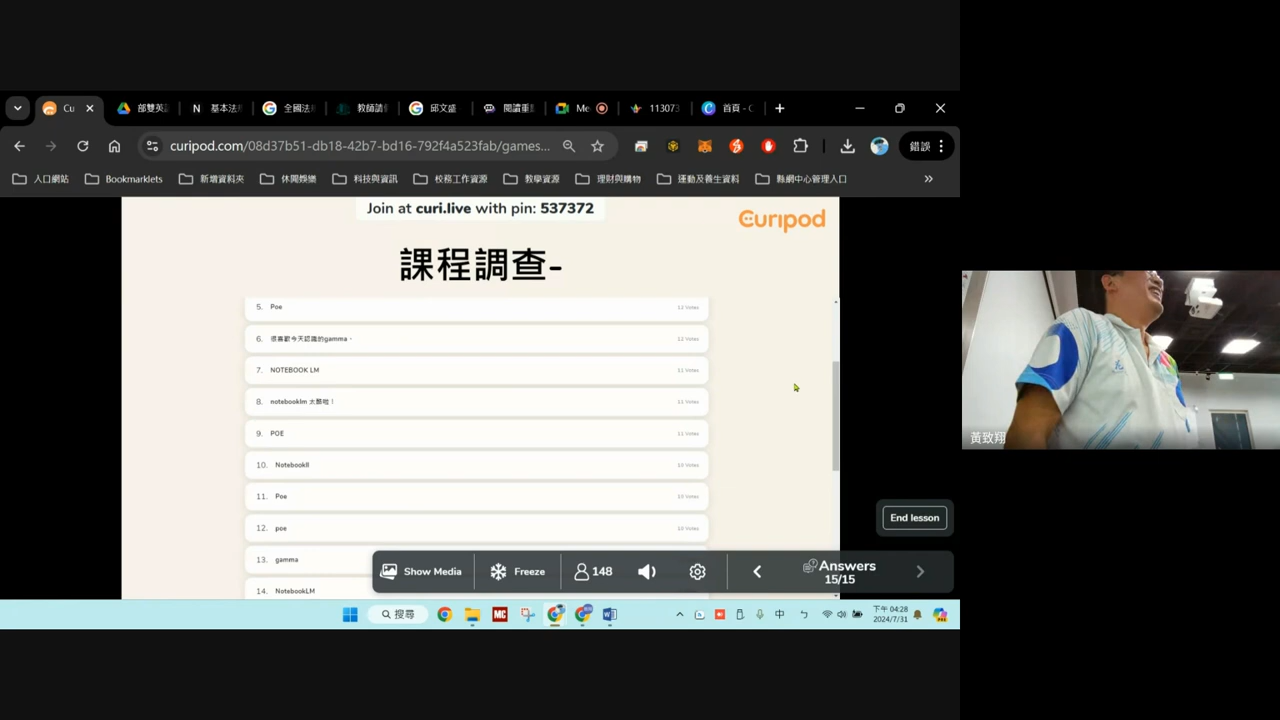 Cu
部雙英
N 基本法
全國法
教師請
邱文盛
閱讀重
Me
11307
首頁 - C
curipod.com/08d37b51-db18-42b7-bd16-792f4a523fab/games...
錯誤
人口網站
Bookmarklets
新增資料夾
休閒娛樂
科技與資訊
校務工作資源
教學資源
理財與購物
運動及養生資料
縣網中心管理入口
»
Join at curi.live with pin: 537372
Curipod
課程調查-
5. Poe 12 Votes
6. 很喜歡今天認識的gamma。 12 Votes
7. NOTEBOOK LM 11 Votes
8. notebooklm 太酷啦！ 11 Votes
9. POE 11 Votes
10. Notebookll 10 Votes
11. Poe 10 Votes
12. poe 10 Votes
13. gamma
14. NotebookLM
End lesson
Show Media
Freeze
148
Answers
15/15
搜尋
MC
中
下午 04:28
2024/7/31
黃致翔